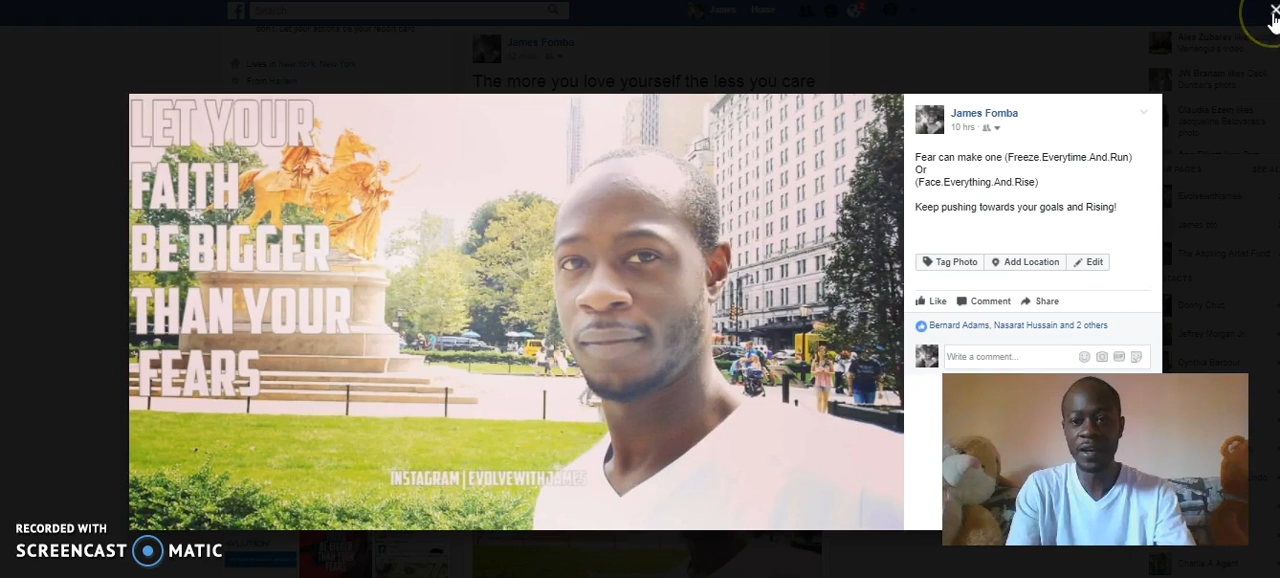 Search
James
Home
2
Lives in New York, New York
From Harlem
James Fomba
The more you love yourself the less you care
LET YOUR
FAITH
BE BIGGER
THAN YOUR
FEARS
INSTAGRAM | EVOLVEWITHJAMES
James Fomba
10 hrs
Fear can make one (Freeze.Everytime.And.Run)
Or
(Face.Everything.And.Rise)
Keep pushing towards your goals and Rising!
Tag Photo
Add Location
Edit
Like
Comment
Share
Bernard Adams, Nasarat Hussain and 2 others
Write a comment...
RECORDED WITH
SCREENCAST MATIC